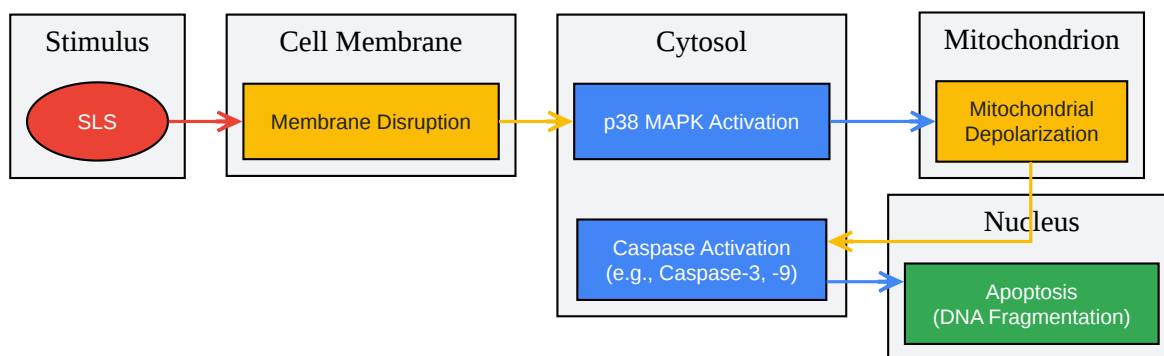 Stimulus
SLS
Cell Membrane
Membrane Disruption
Cytosol
p38 MAPK Activation
Caspase Activation
(e.g., Caspase-3, -9)
Mitochondrion
Mitochondrial
Depolarization
Nucleus
Apoptosis
(DNA Fragmentation)